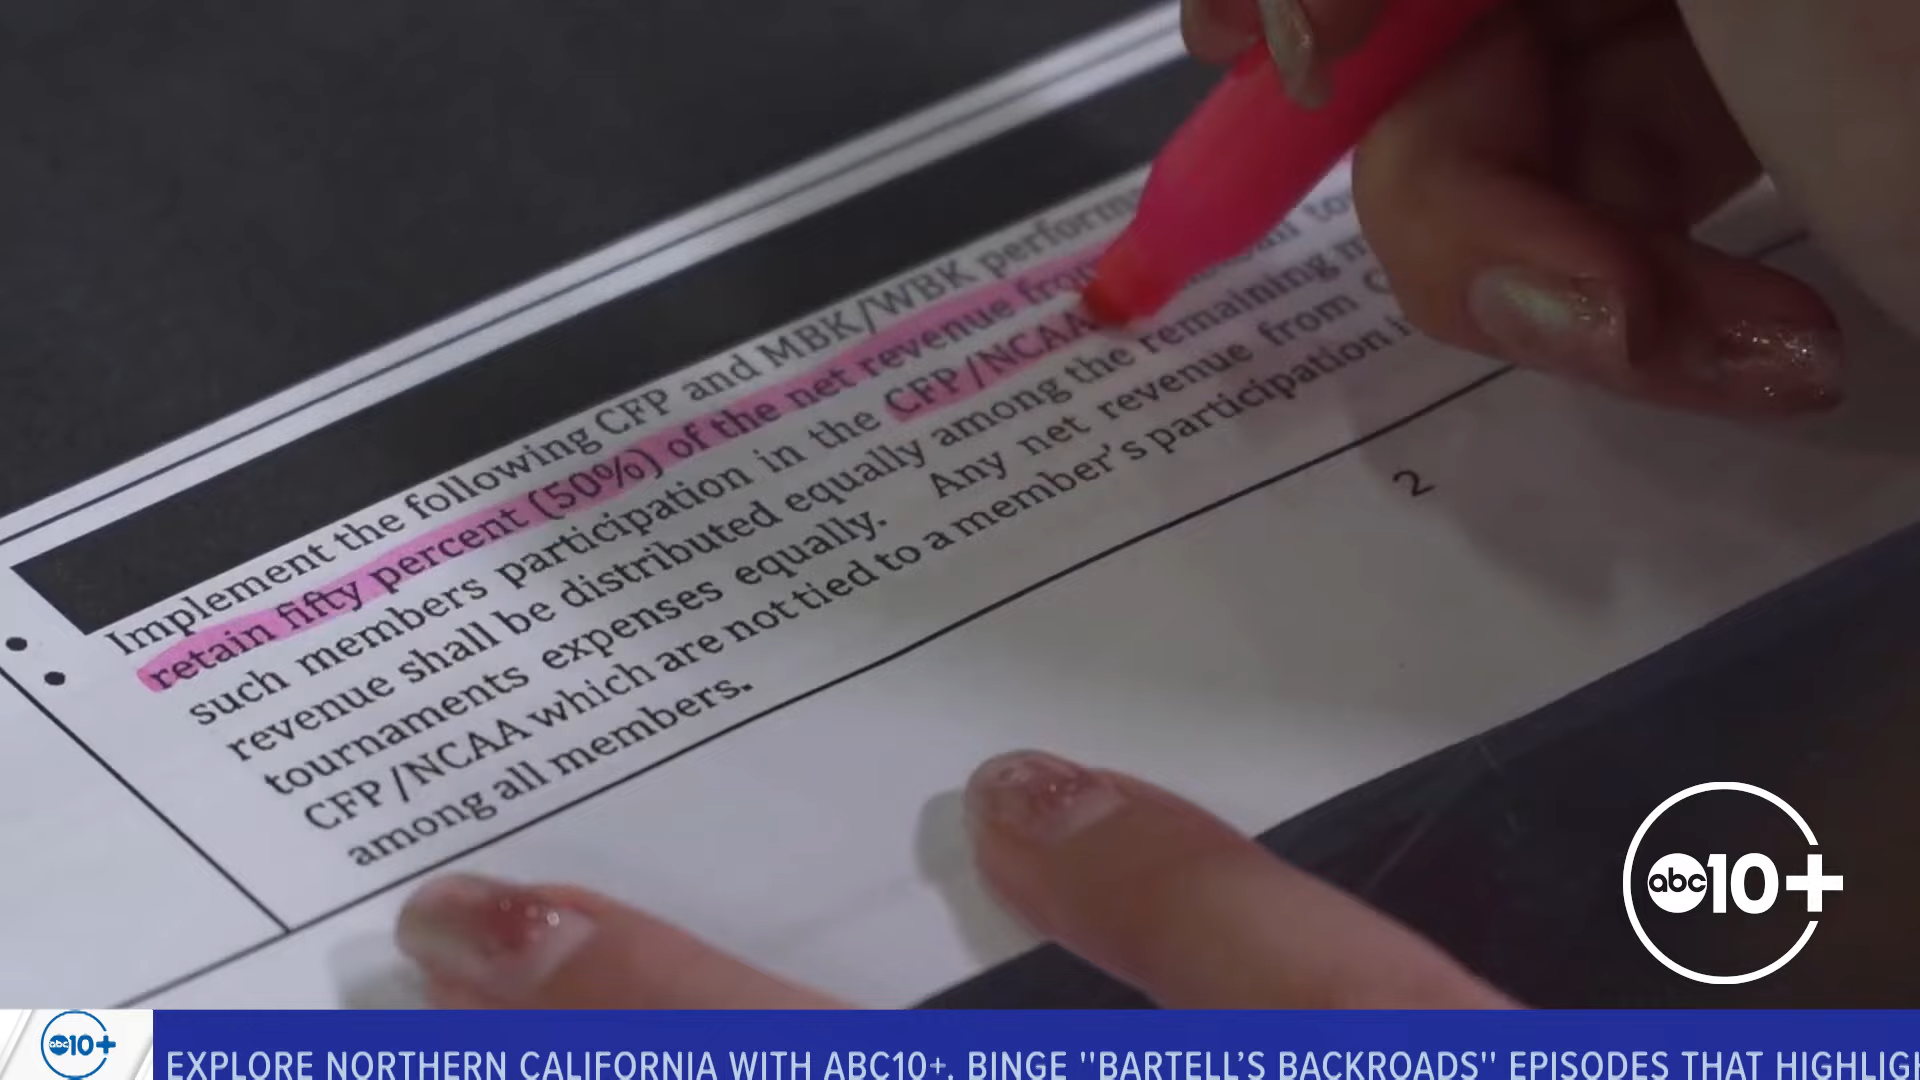 Implement the following CFP and MBK/WBK
retain fifty percent (50%) of the net revenue
such members participation in the CFP/NCAA
revenue shall be distributed equally among the remaining
tournaments expenses equally. Any net revenue from
CFP/NCAA which are not tied to a member's participation
among all members.
2
abc10+
abc10+ EXPLORE NORTHERN CALIFORNIA WITH ABC10+. BINGE "BARTELL'S BACKROADS" EPISODES THAT